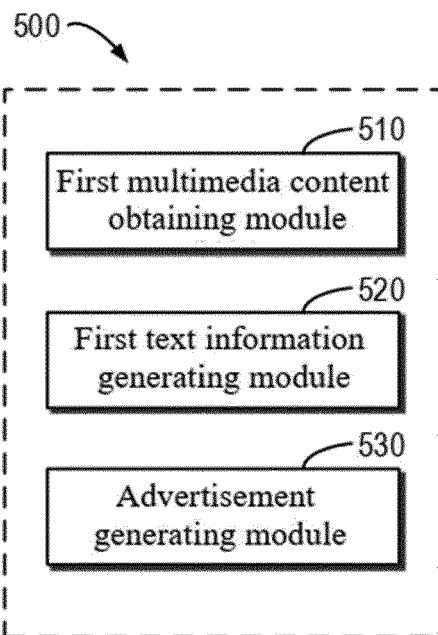 500
510
First multimedia content
obtaining module
520
First text information
generating module
530
Advertisement
generating module